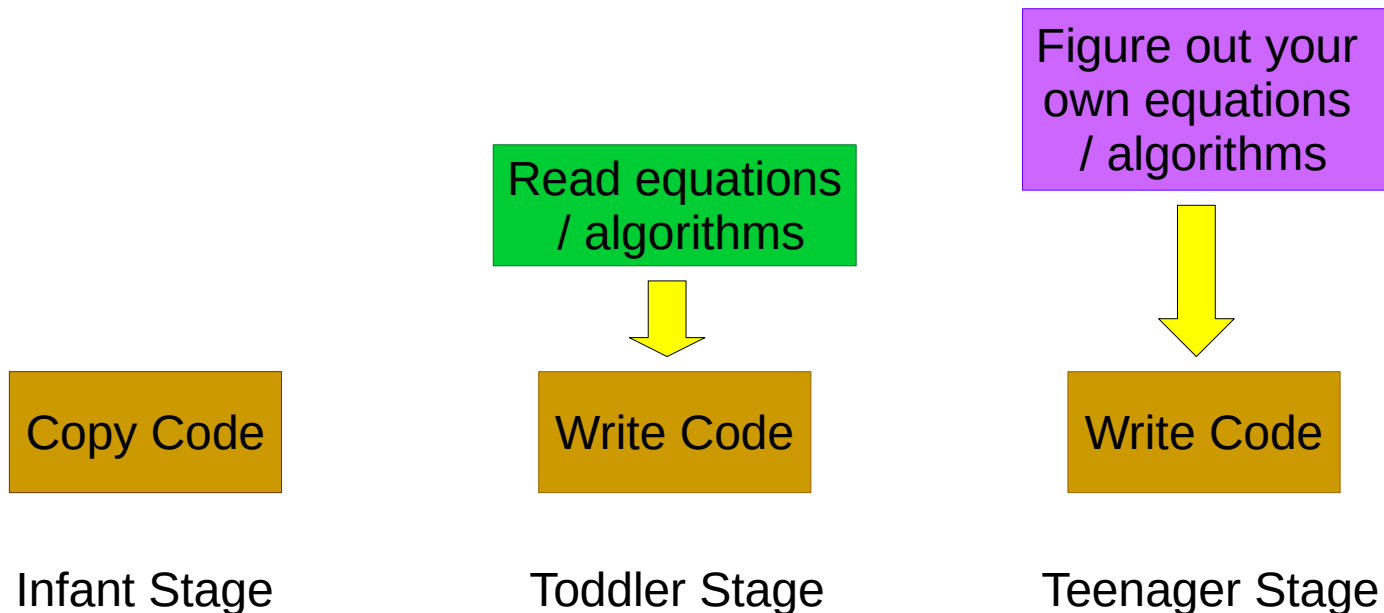 Figure out your
own equations
/ algorithms
Read equations
/ algorithms
Copy Code
Write Code
Write Code
Infant Stage
Toddler Stage
Teenager Stage